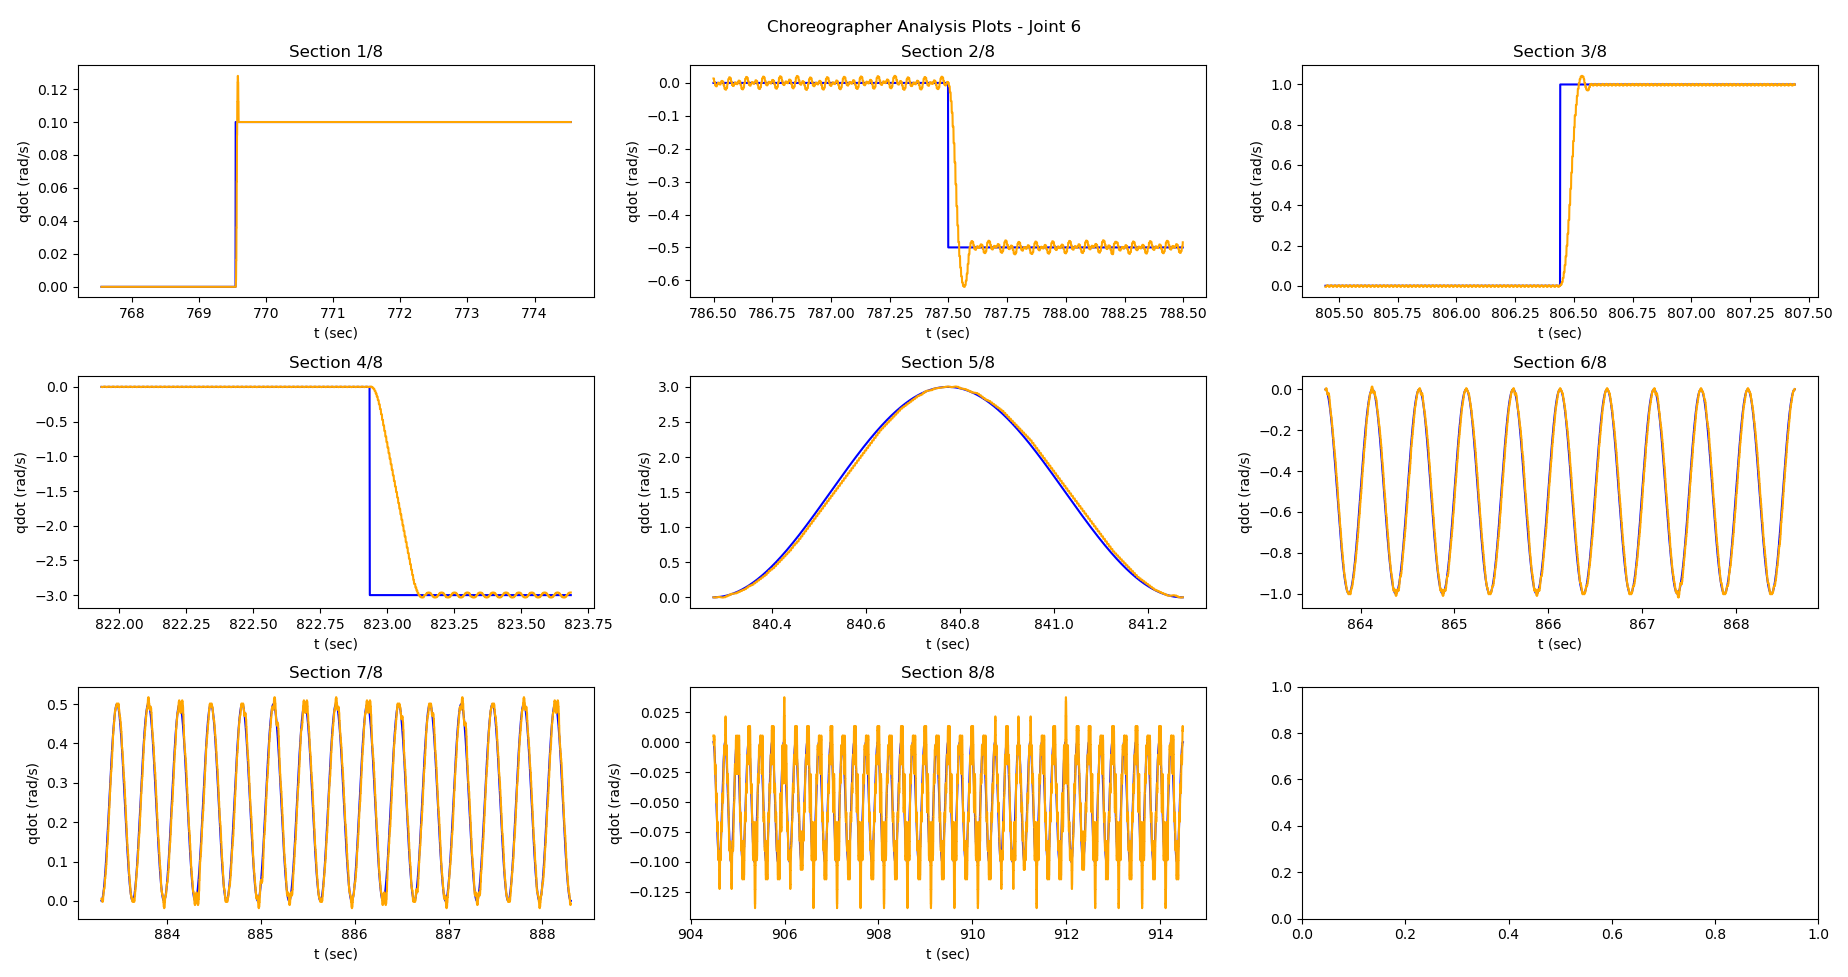 Choreographer Analysis Plots - Joint 6
Section 1/8
qdot (rad/s)
0.12
0.10
0.08
0.06
0.04
0.02
0.00
768 769 770 771 772 773 774
t (sec)
Section 2/8
qdot (rad/s)
0.0
−0.1
−0.2
−0.3
−0.4
−0.5
−0.6
786.50 786.75 787.00 787.25 787.50 787.75 788.00 788.25 788.50
t (sec)
Section 3/8
qdot (rad/s)
1.0
0.8
0.6
0.4
0.2
0.0
805.50 805.75 806.00 806.25 806.50 806.75 807.00 807.25 807.50
t (sec)
Section 4/8
qdot (rad/s)
0.0
−0.5
−1.0
−1.5
−2.0
−2.5
−3.0
822.00 822.25 822.50 822.75 823.00 823.25 823.50 823.75
t (sec)
Section 5/8
qdot (rad/s)
3.0
2.5
2.0
1.5
1.0
0.5
0.0
840.4 840.6 840.8 841.0 841.2
t (sec)
Section 6/8
qdot (rad/s)
0.0
−0.2
−0.4
−0.6
−0.8
−1.0
864 865 866 867 868
t (sec)
Section 7/8
qdot (rad/s)
0.5
0.4
0.3
0.2
0.1
0.0
884 885 886 887 888
t (sec)
Section 8/8
qdot (rad/s)
0.025
0.000
−0.025
−0.050
−0.075
−0.100
−0.125
904 906 908 910 912 914
t (sec)
1.0
0.8
0.6
0.4
0.2
0.0
0.0 0.2 0.4 0.6 0.8 1.0